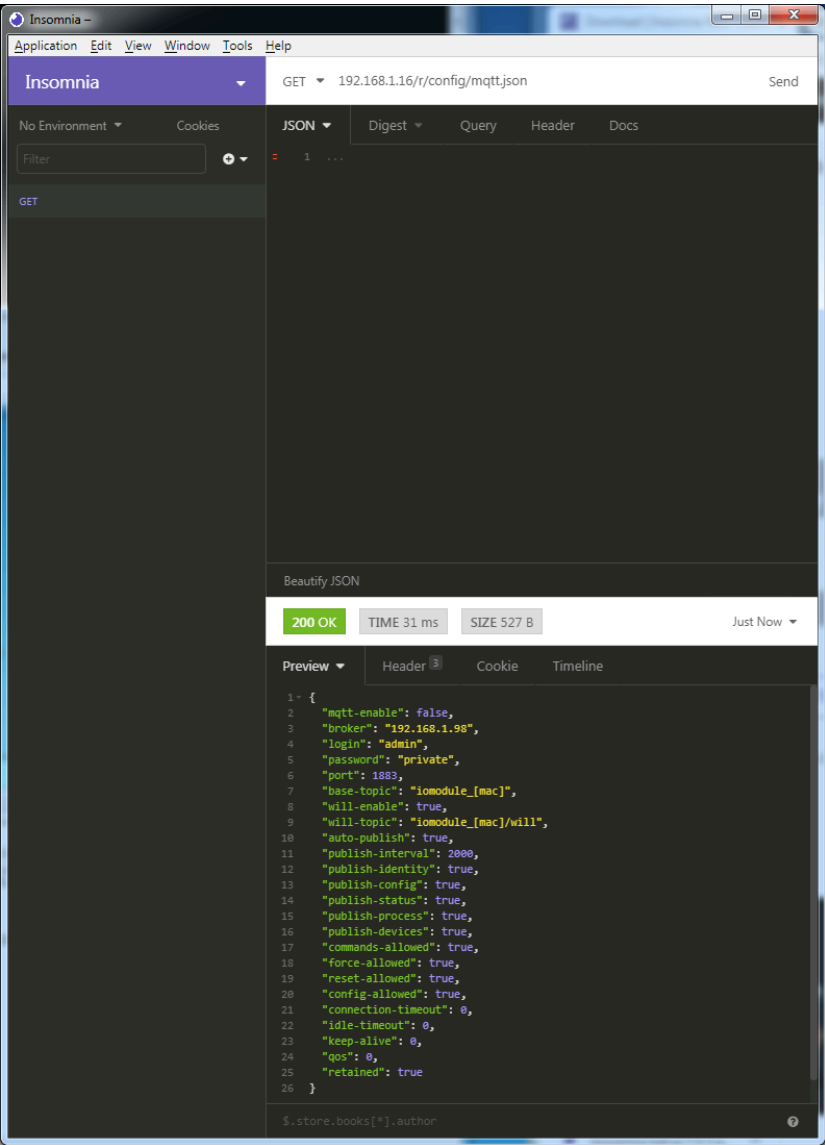 Insomnia –
Application Edit View Window Tools Help
Insomnia
GET 192.168.1.16/r/config/mqtt.json Send
No Environment Cookies
JSON Digest Query Header Docs
Filter
1 ...
GET
Beautify JSON
200 OK TIME 31 ms SIZE 527 B Just Now
Preview Header 3 Cookie Timeline
1 {
2 "mqtt-enable": false,
3 "broker": "192.168.1.98",
4 "login": "admin",
5 "password": "private",
6 "port": 1883,
7 "base-topic": "iomodule_[mac]",
8 "will-enable": true,
9 "will-topic": "iomodule_[mac]/will",
10 "auto-publish": true,
11 "publish-interval": 2000,
12 "publish-identity": true,
13 "publish-config": true,
14 "publish-status": true,
15 "publish-process": true,
16 "publish-devices": true,
17 "commands-allowed": true,
18 "force-allowed": true,
19 "reset-allowed": true,
20 "config-allowed": true,
21 "connection-timeout": 0,
22 "idle-timeout": 0,
23 "keep-alive": 0,
24 "qos": 0,
25 "retained": true
26 }
$.store.books[*].author